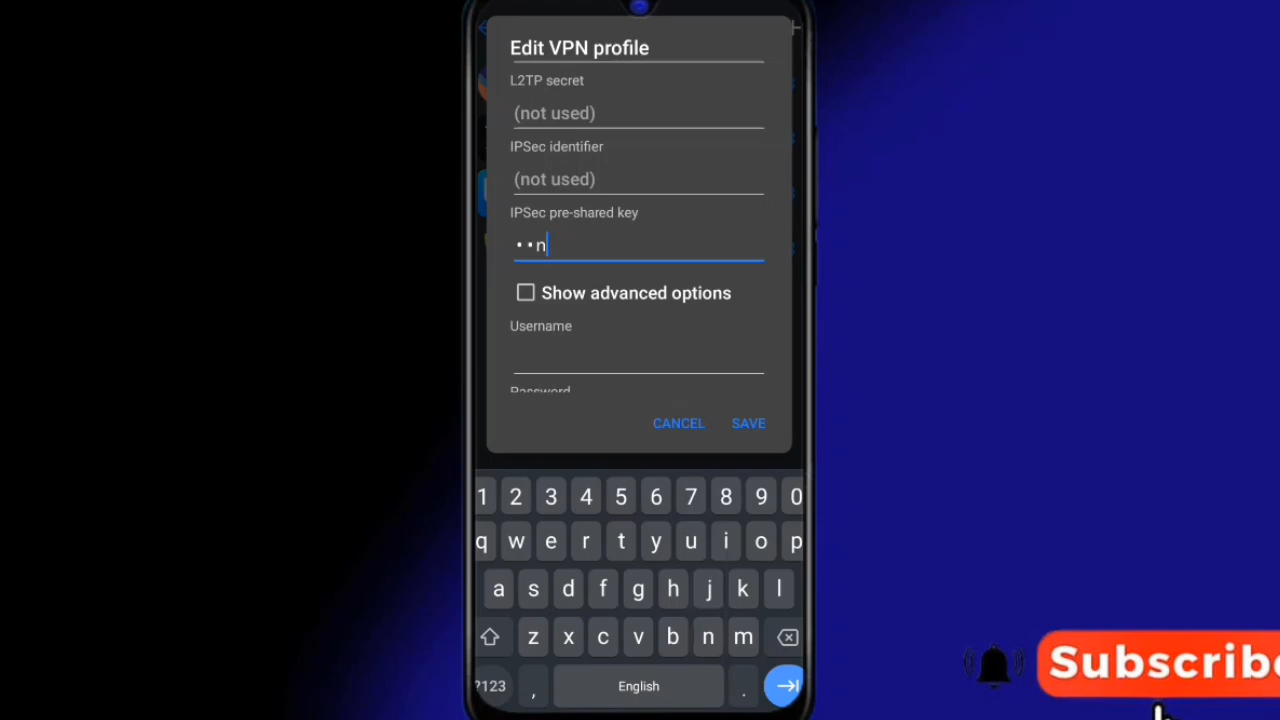 Edit VPN profile
L2TP secret
(not used)
IPSec identifier
(not used)
IPSec pre-shared key
••n
Show advanced options
Username
Password
CANCEL SAVE
1 2 3 4 5 6 7 8 9 0
q w e r t y u i o p
a s d f g h j k l
z x c v b n m
?123 , English .
Subscribe